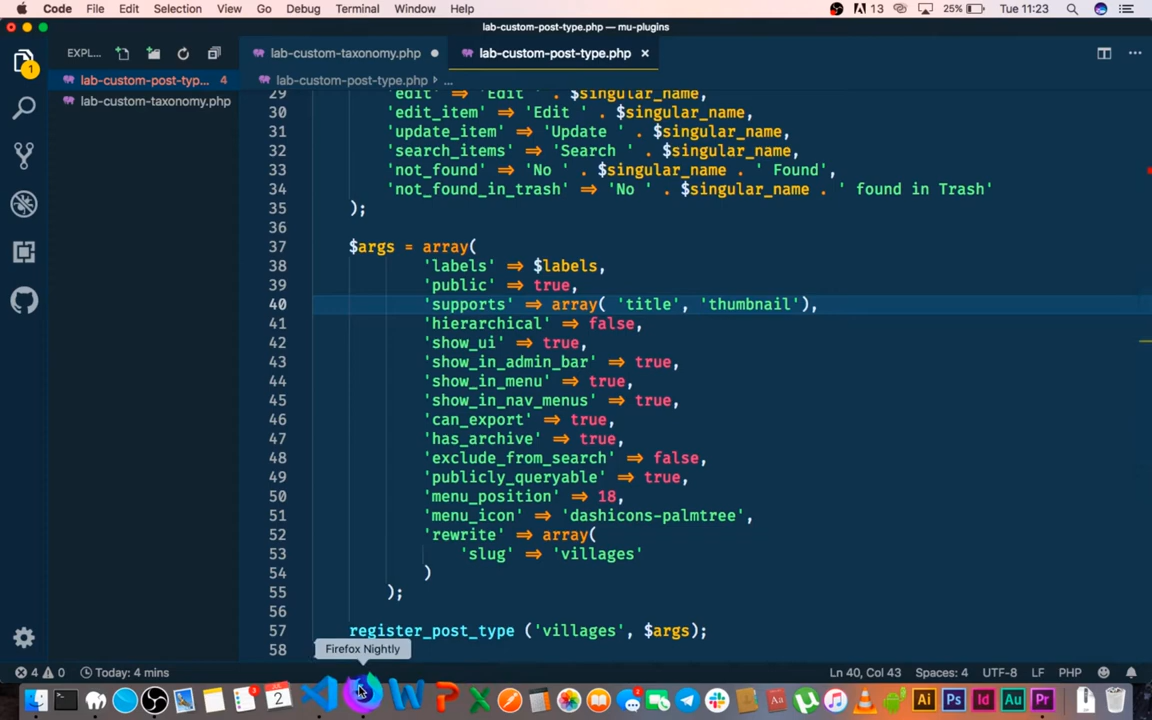 Code File Edit Selection View Go Debug Terminal Window Help 13 25% Tue 11:23
lab-custom-post-type.php — mu-plugins
EXPL... lab-custom-taxonomy.php lab-custom-post-type.php
1
lab-custom-post-typ... 4
lab-custom-taxonomy.php
lab-custom-post-type.php ...
29 'edit' => 'Edit ' . $singular_name,
30 'edit_item' => 'Edit ' . $singular_name,
31 'update_item' => 'Update ' . $singular_name,
32 'search_items' => 'Search ' . $singular_name,
33 'not_found' => 'No ' . $singular_name . ' Found',
34 'not_found_in_trash' => 'No ' . $singular_name . ' found in Trash'
35 );
36
37 $args = array(
38 'labels' => $labels,
39 'public' => true,
40 'supports' => array( 'title', 'thumbnail'),
41 'hierarchical' => false,
42 'show_ui' => true,
43 'show_in_admin_bar' => true,
44 'show_in_menu' => true,
45 'show_in_nav_menus' => true,
46 'can_export' => true,
47 'has_archive' => true,
48 'exclude_from_search' => false,
49 'publicly_queryable' => true,
50 'menu_position' => 18,
51 'menu_icon' => 'dashicons-palmtree',
52 'rewrite' => array(
53 'slug' => 'villages'
54 )
55 );
56
57 register_post_type ('villages', $args);
58
Firefox Nightly
4 0 Today: 4 mins Ln 40, Col 43 Spaces: 4 UTF-8 LF PHP